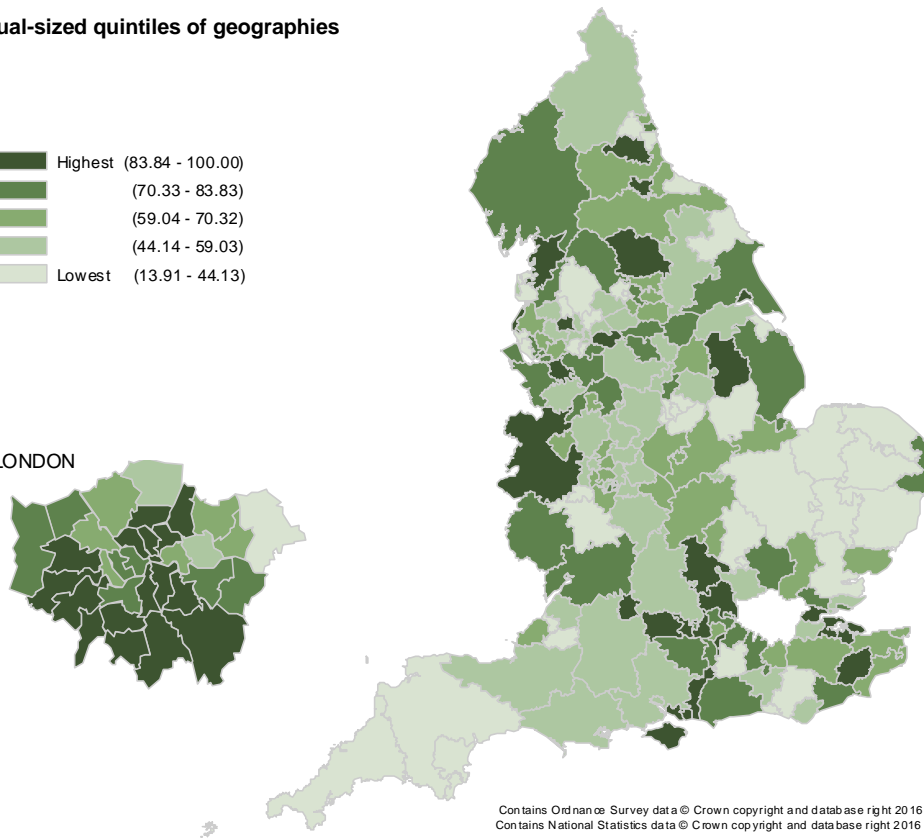 ual-sized quintiles of geographies
Highest (83.84 - 100.00)
(70.33 - 83.83)
(59.04 - 70.32)
(44.14 - 59.03)
Lowest (13.91 - 44.13)
LONDON
Contains Ordnance Survey data © Crown copyright and database right 2016
Contains National Statistics data © Crown copyright and database right 2016